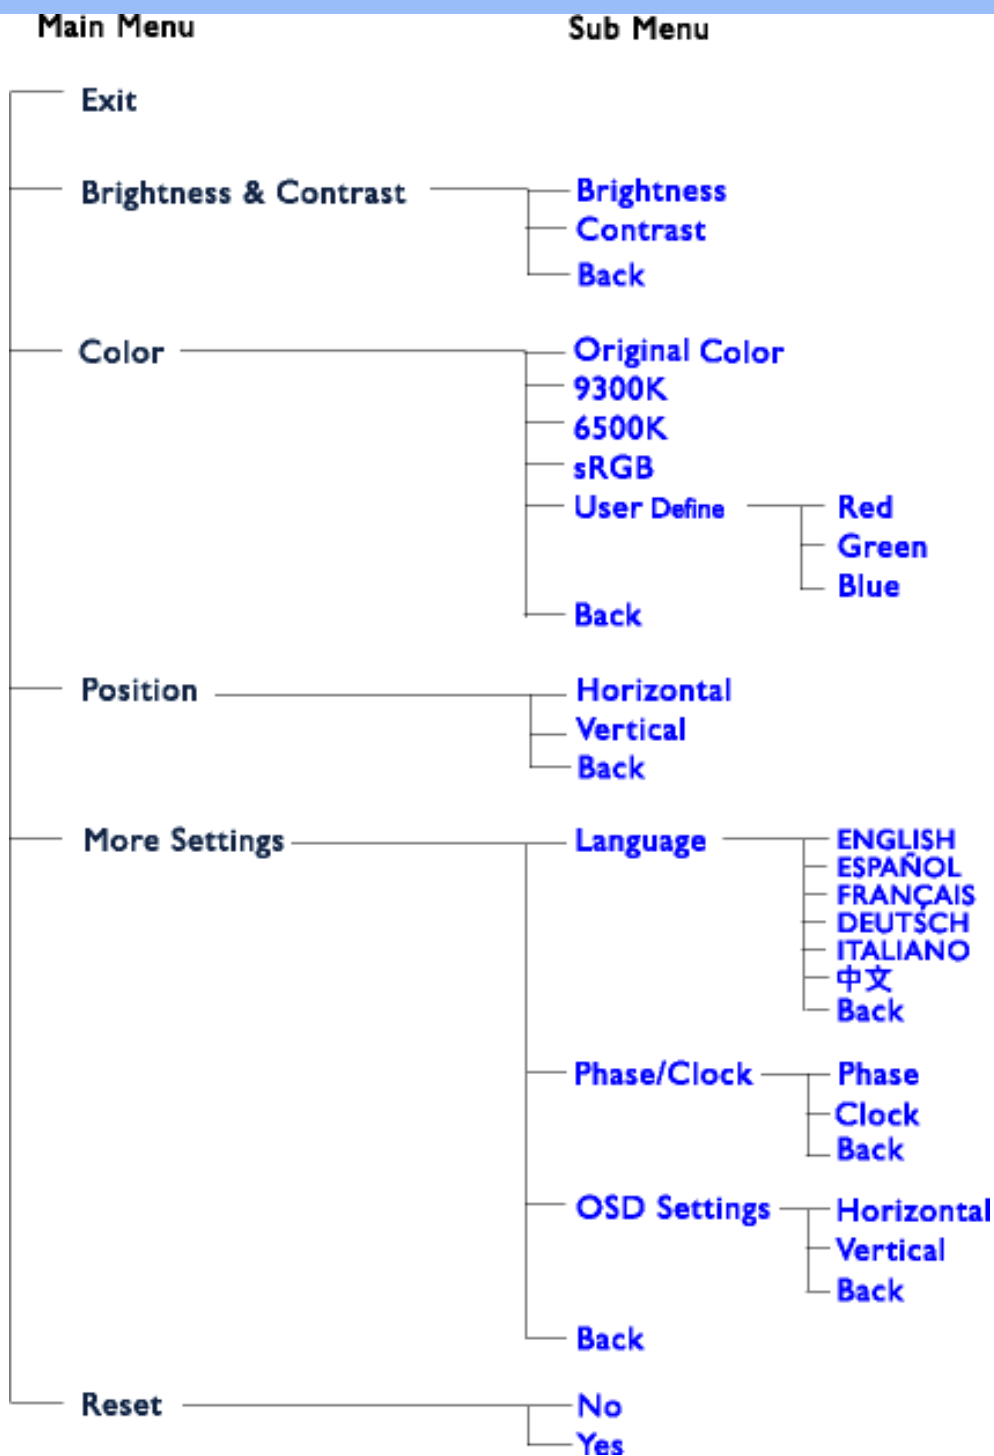 Main Menu
Sub Menu
Exit
Brightness & Contrast
Brightness
Contrast
Back
Color
Original Color
9300K
6500K
sRGB
User Define
Red
Green
Blue
Back
Position
Horizontal
Vertical
Back
More Settings
Language
ENGLISH
ESPAÑOL
FRANÇAIS
DEUTSCH
ITALIANO
中文
Back
Phase/Clock
Phase
Clock
Back
OSD Settings
Horizontal
Vertical
Back
Back
Reset
No
Yes